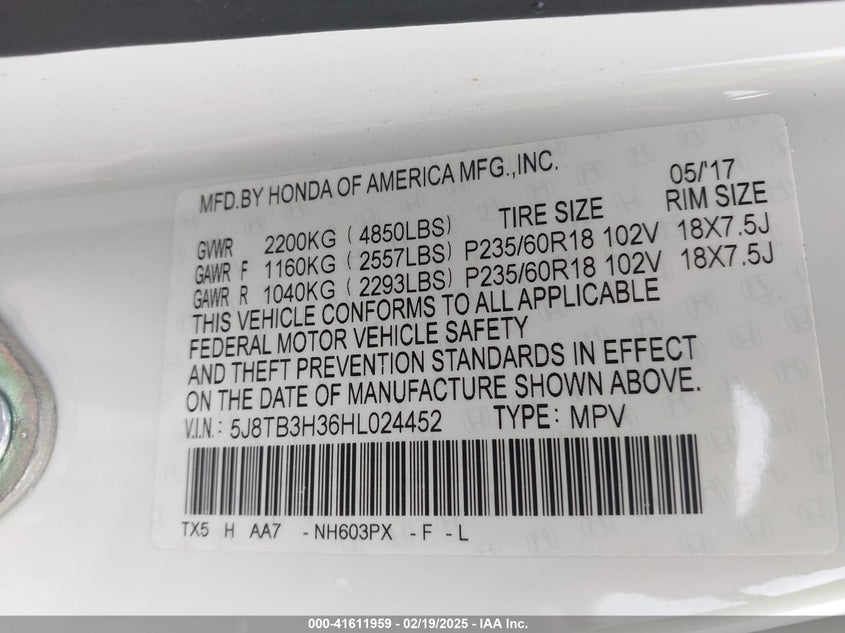 MFD.BY HONDA OF AMERICA MFG.,INC. 05/'17
TIRE SIZE RIM SIZE
GVWR 2200KG ( 4850LBS)
GAWR F 1160KG ( 2557LBS) P235/60R18 102V 18X7.5J
GAWR R 1040KG ( 2293LBS) P235/60R18 102V 18X7.5J
THIS VEHICLE CONFORMS TO ALL APPLICABLE
FEDERAL MOTOR VEHICLE SAFETY
AND THEFT PREVENTION STANDARDS IN EFFECT
ON THE DATE OF MANUFACTURE SHOWN ABOVE.
V.I.N: 5J8TB3H36HL024452 TYPE: MPV
TX5 H AA7 -NH603PX -F -L
000-41611959 - 02/19/2025 - IAA Inc.